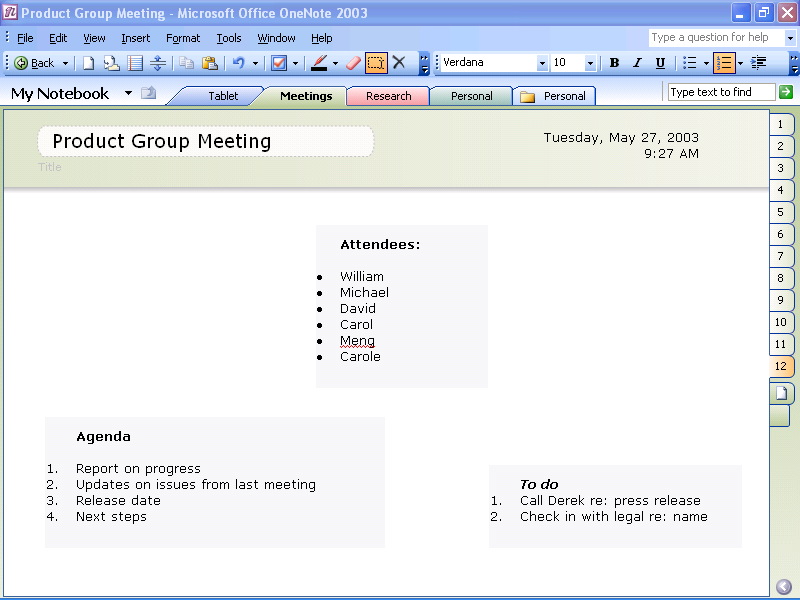 Product Group Meeting - Microsoft Office OneNote 2003
File Edit View Insert Format Tools Window Help Type a question for help
Back Verdana 10 B I U
My Notebook Tablet Meetings Research Personal Personal Type text to find
Product Group Meeting
Title
Tuesday, May 27, 2003
9:27 AM
1
2
3
4
5
6
7
8
9
10
11
12
Attendees:
• William
• Michael
• David
• Carol
• Meng
• Carole
Agenda
1. Report on progress
2. Updates on issues from last meeting
3. Release date
4. Next steps
To do
1. Call Derek re: press release
2. Check in with legal re: name